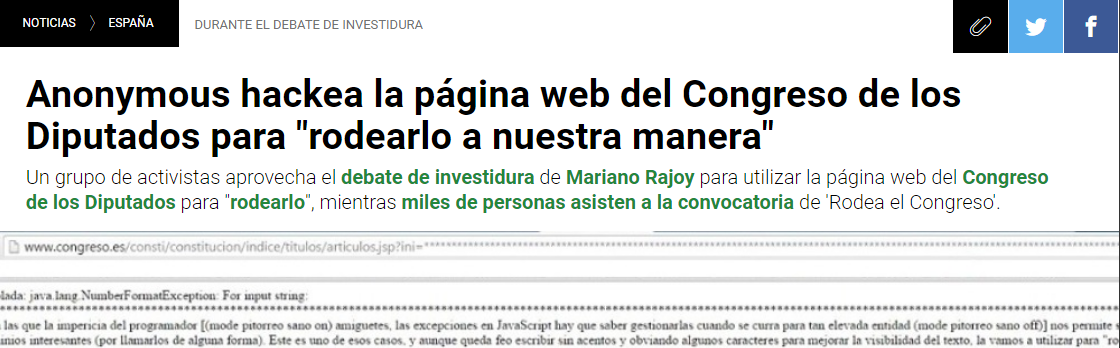 NOTICIAS
ESPAÑA
DURANTE EL DEBATE DE INVESTIDURA
Anonymous hackea la página web del Congreso de los
Diputados para "rodearlo a nuestra manera"
Un grupo de activistas aprovecha el debate de investidura de Mariano Rajoy para utilizar la página web del Congreso
de los Diputados para "rodearlo", mientras miles de personas asisten a la convocatoria de 'Rodea el Congreso'.
www.congreso.es/consti/constitucion/indice/titulos/articulos.jsp?ini=
lada: java.lang.NumberFormatException: For input string:
las que la impericia del programador [(mode pitorreo sano on) amiguetes, las excepciones en JavaScript hay que saber gestionarlas cuando se curra para tan elevada entidad (mode pitorreo sano off)] nos permite
inios interesantes (por llamarlos de alguna forma). Este es uno de esos casos, y aunque queda feo escribir sin acentos y obviando algunos caracteres para mejorar la visibilidad del texto, la vamos a utilizar para "ro